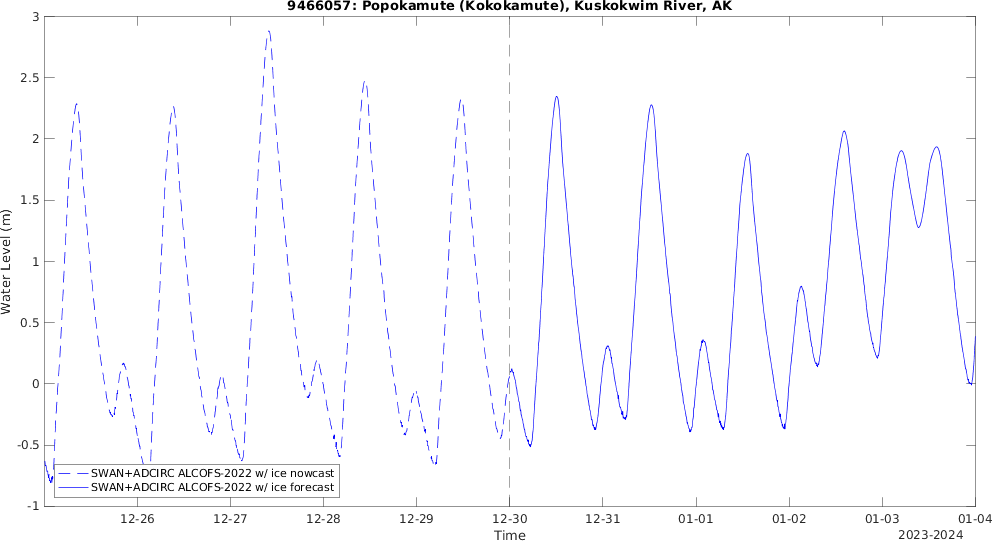 9466057: Popokamute (Kokokamute), Kuskokwim River, AK
3
2.5
2
1.5
1
0.5
0
-0.5
-1
Water Level (m)
SWAN+ADCIRC ALCOFS-2022 w/ ice nowcast
SWAN+ADCIRC ALCOFS-2022 w/ ice forecast
12-26 12-27 12-28 12-29 12-30 12-31 01-01 01-02 01-03 01-04
Time
2023-2024